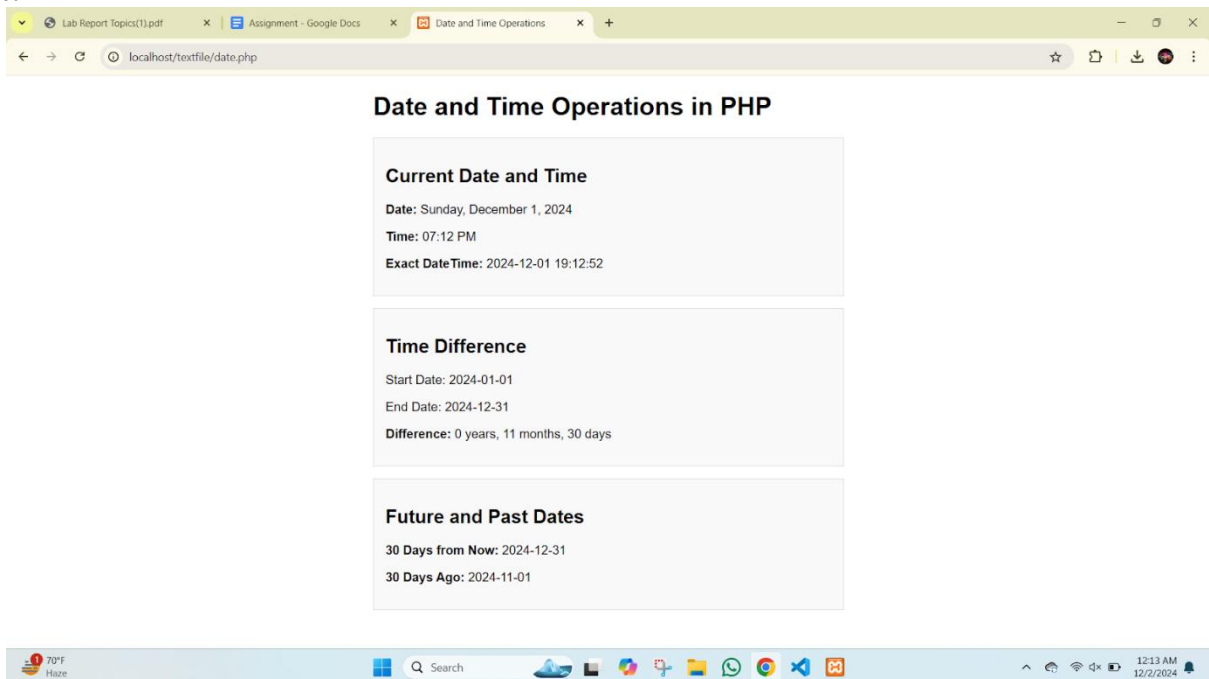 Lab Report Topics(1).pdf
Assignment - Google Docs
Date and Time Operations
localhost/textfile/date.php
Date and Time Operations in PHP
Current Date and Time
Date: Sunday, December 1, 2024
Time: 07:12 PM
Exact DateTime: 2024-12-01 19:12:52
Time Difference
Start Date: 2024-01-01
End Date: 2024-12-31
Difference: 0 years, 11 months, 30 days
Future and Past Dates
30 Days from Now: 2024-12-31
30 Days Ago: 2024-11-01
1
70°F
Haze
Search
12:13 AM
12/2/2024